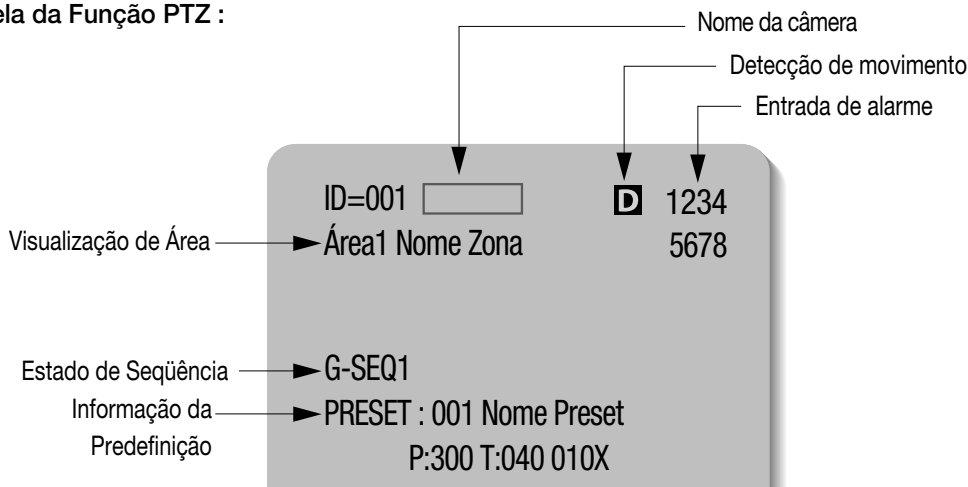 ela da Função PTZ :
Nome da câmera
Detecção de movimento
Entrada de alarme
ID=001 D 1234
Visualização de Área Área1 Nome Zona 5678
Estado de Seqüência G-SEQ1
Informação da PRESET : 001 Nome Preset
Predefinição P:300 T:040 010X